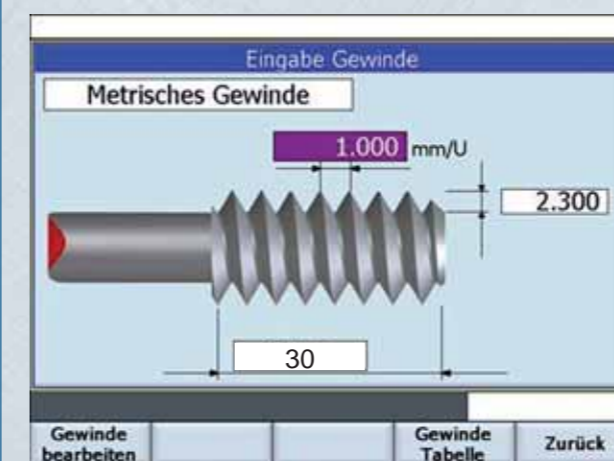 Eingabe Gewinde
Metrisches Gewinde
1.000 mm/U
2.300
30
Gewinde
bearbeiten
Gewinde
Tabelle
Zurück